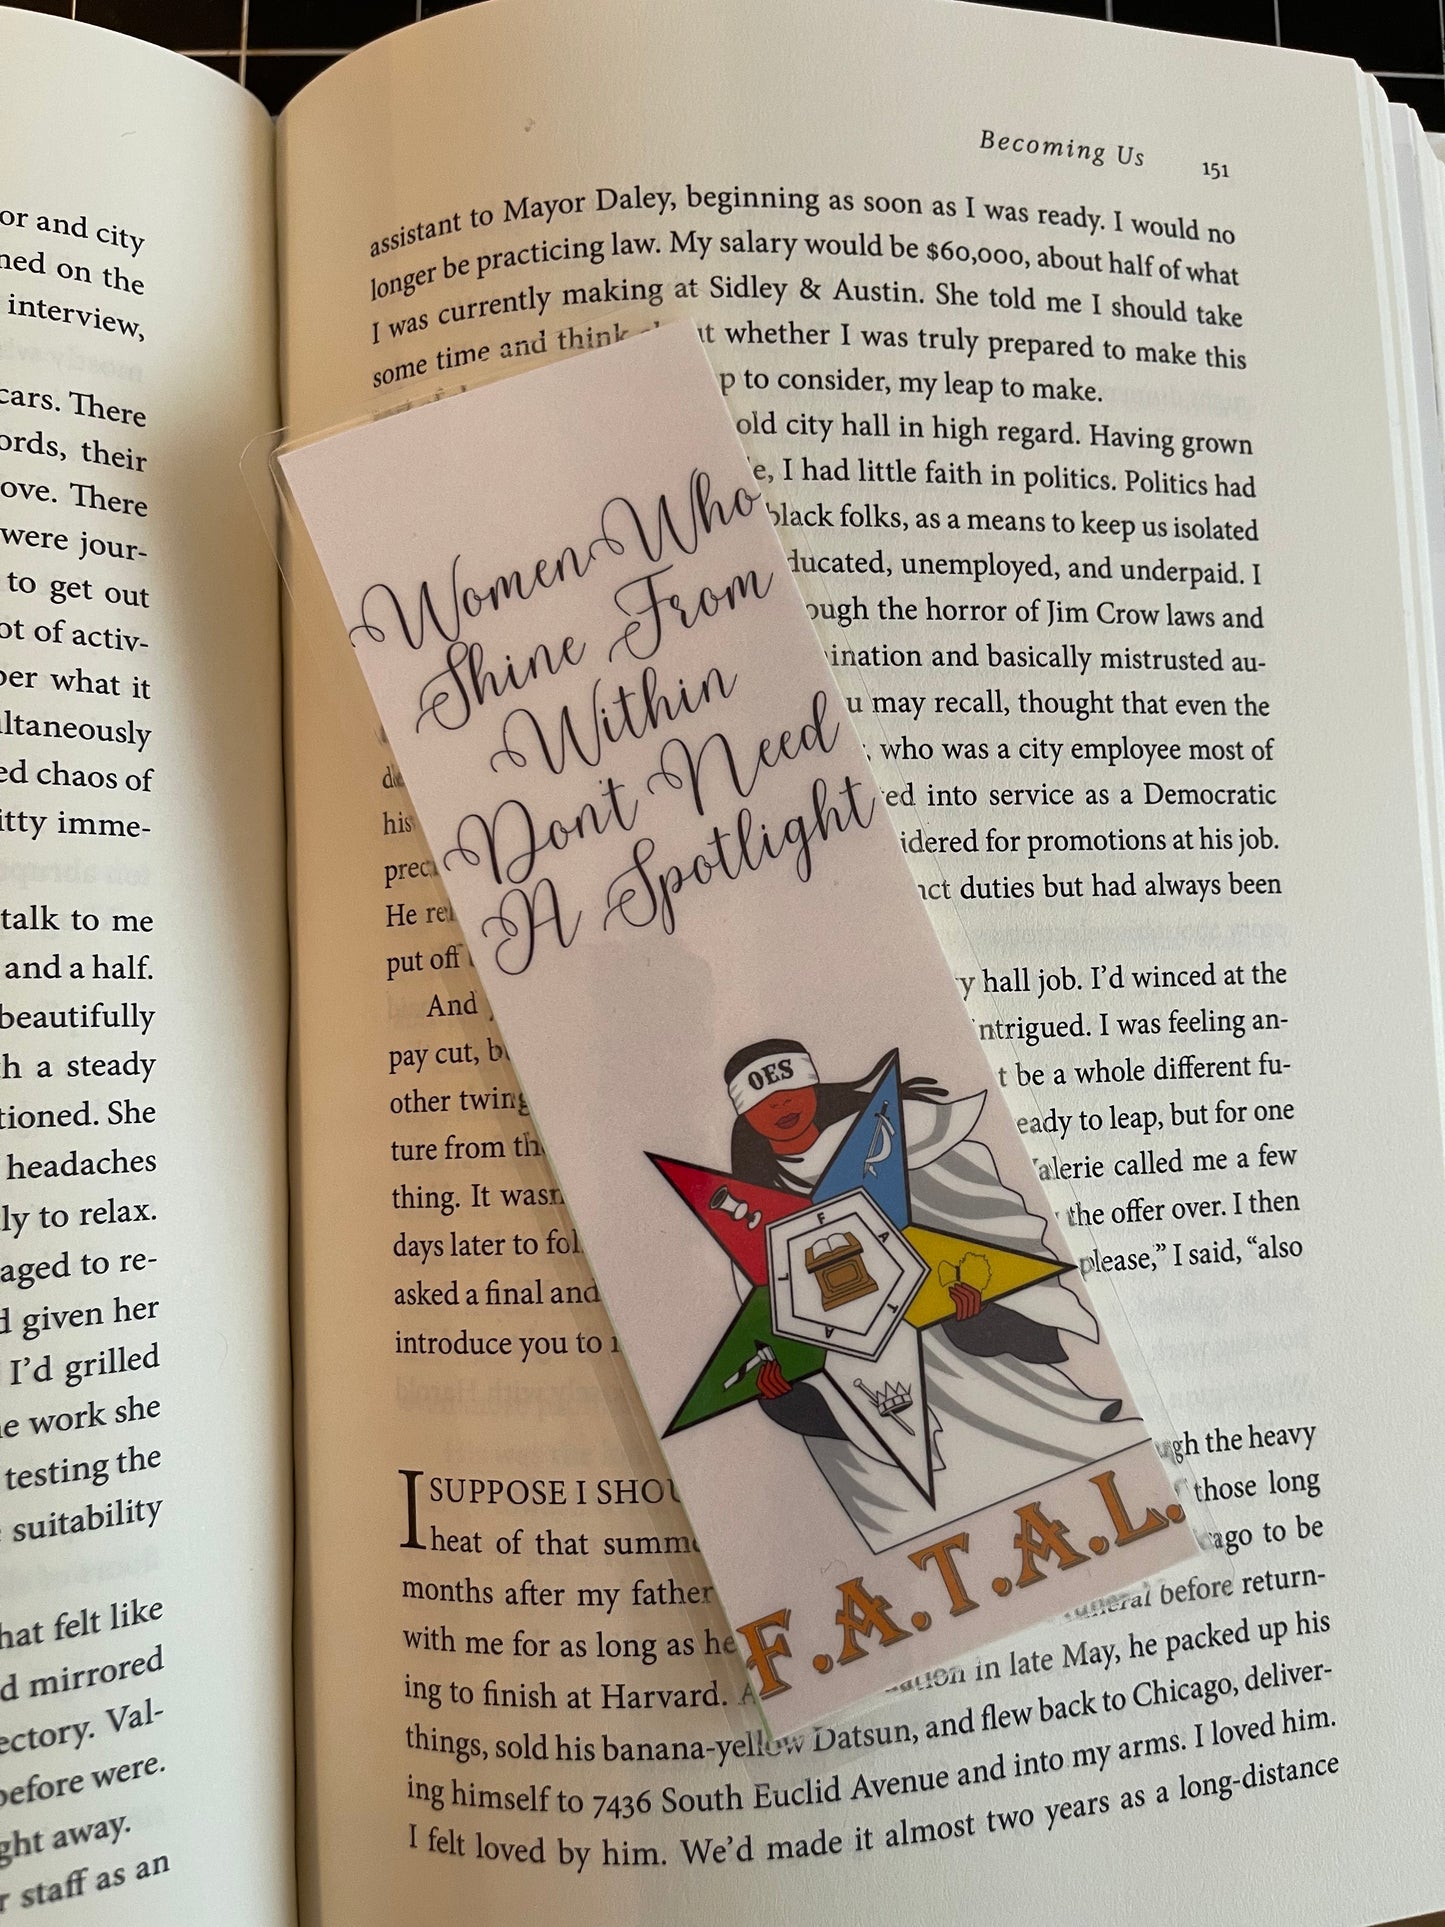 or and city
ned on the
interview,
cars. There
ords, their
ove. There
were jour-
to get out
ot of activ-
per what it
ultaneously
ed chaos of
itty imme-
talk to me
and a half.
beautifully
h a steady
tioned. She
headaches
ly to relax.
aged to re-
d given her
I'd grilled
e work she
testing the
suitability
hat felt like
d mirrored
ectory. Val-
before were.
ght away.
r staff as an
Becoming Us 151
assistant to Mayor Daley, beginning as soon as I was ready. I would no
longer be practicing law. My salary would be $60,000, about half of what
I was currently making at Sidley & Austin. She told me I should take
some time and think about whether I was truly prepared to make this
p to consider, my leap to make.
old city hall in high regard. Having grown
e, I had little faith in politics. Politics had
black folks, as a means to keep us isolated
ducated, unemployed, and underpaid. I
ough the horror of Jim Crow laws and
ination and basically mistrusted au-
u may recall, thought that even the
, who was a city employee most of
his ed into service as a Democratic
prec idered for promotions at his job.
He re nct duties but had always been
put off
And y hall job. I'd winced at the
pay cut, b ntrigued. I was feeling an-
other twing t be a whole different fu-
ture from th eady to leap, but for one
thing. It wasn Valerie called me a few
days later to fol the offer over. I then
asked a final and please," I said, "also
introduce you to
I SUPPOSE I SHOU gh the heavy
heat of that summe those long
months after my father ago to be
with me for as long as he funeral before return-
ing to finish at Harvard. A ation in late May, he packed up his
things, sold his banana-yellow Datsun, and flew back to Chicago, deliver-
ing himself to 7436 South Euclid Avenue and into my arms. I loved him.
I felt loved by him. We'd made it almost two years as a long-distance
Women Who
Shine From
Within
Dont Need
A Spotlight
OES
F A T A L
F.A.T.A.L.